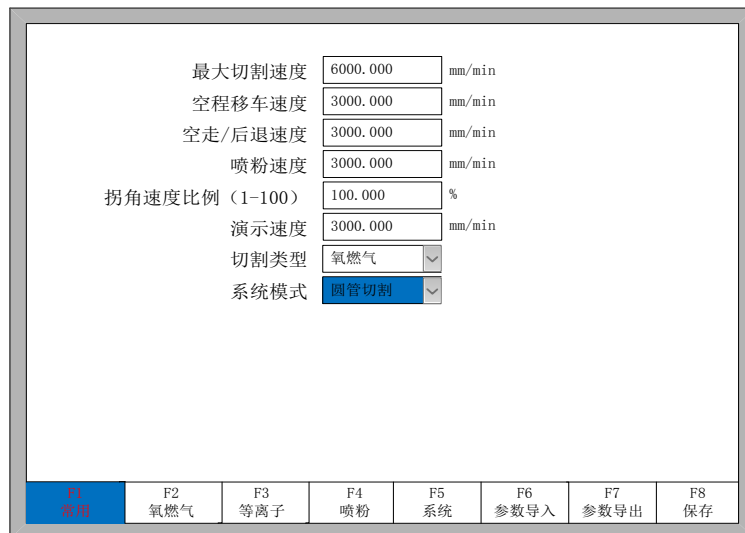 最大切割速度 6000.000 mm/min
空程移车速度 3000.000 mm/min
空走/后退速度 3000.000 mm/min
喷粉速度 3000.000 mm/min
拐角速度比例（1-100） 100.000 %
演示速度 3000.000 mm/min
切割类型 氧燃气
系统模式 圆管切割
F1 F2 F3 F4 F5 F6 F7 F8
常用 氧燃气 等离子 喷粉 系统 参数导入 参数导出 保存